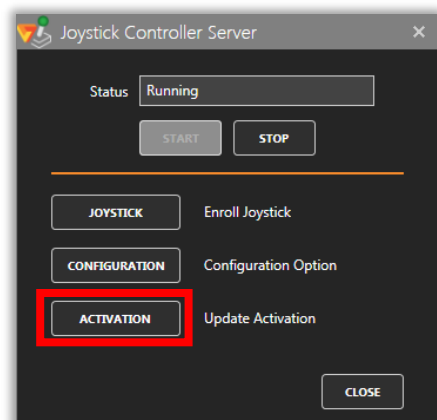 Joystick Controller Server
Status Running
START STOP
JOYSTICK Enroll Joystick
CONFIGURATION Configuration Option
ACTIVATION Update Activation
CLOSE